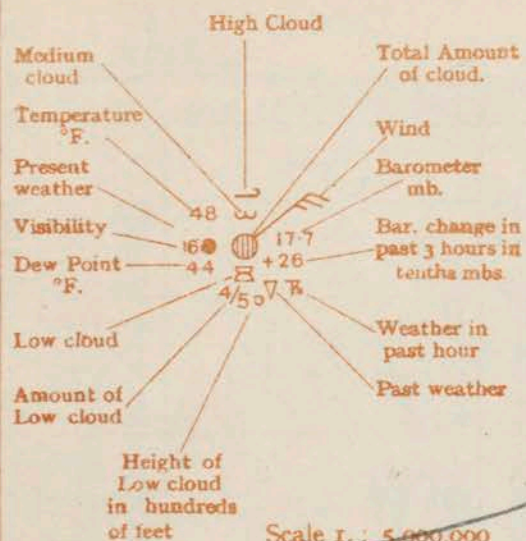 High Cloud
Medium
cloud
Total Amount
of cloud.
Temperature
°F.
Wind
Present
weather
Barometer
mb.
48
Visibility
16
17.7
Bar. change in
past 3 hours in
tenths mbs.
Dew Point
°F.
44
+26
4/50
Low cloud
Weather in
past hour
Amount of
Low cloud
Past weather
Height of
Low cloud
in hundreds
of feet
Scale 1 : 5,000,000